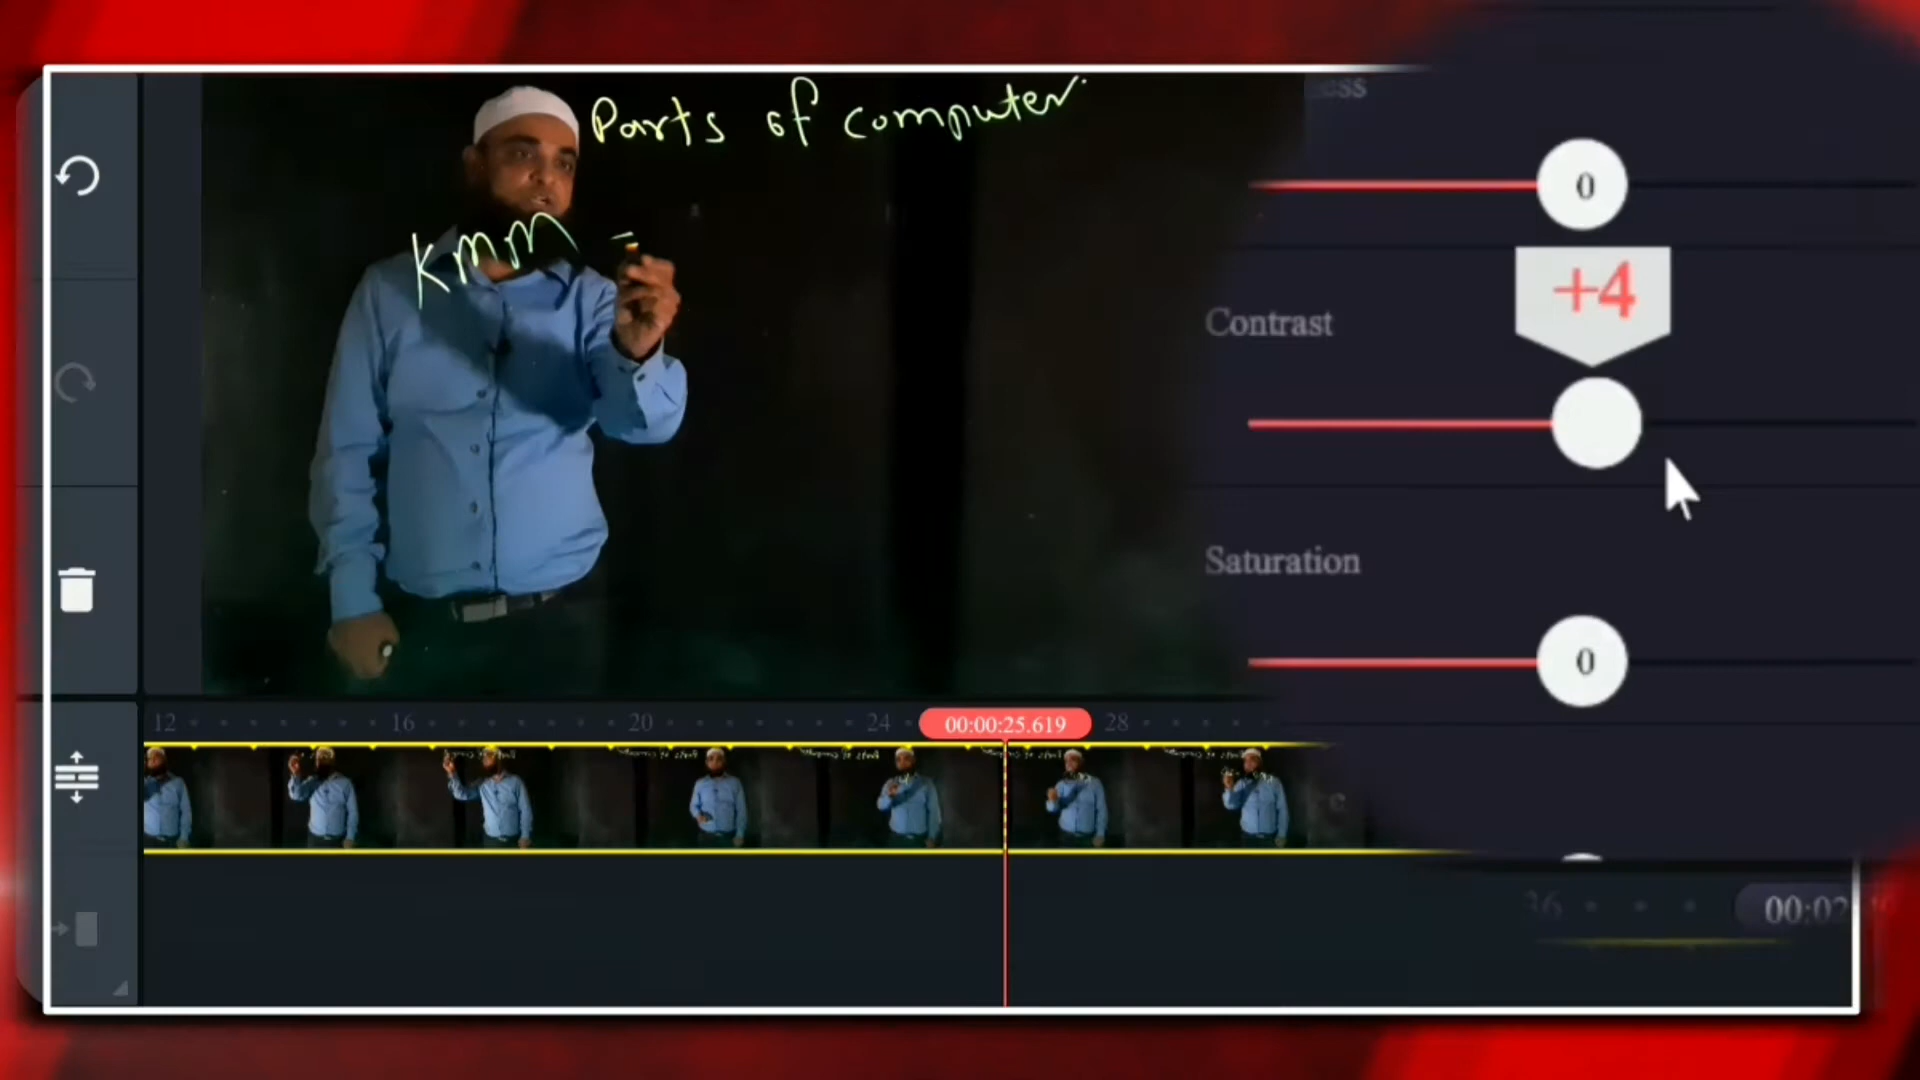 Parts of computer
KMM =
ess
0
+4
Contrast
Saturation
0
12 16 20 24 00:00:25.619 28
36 00:02